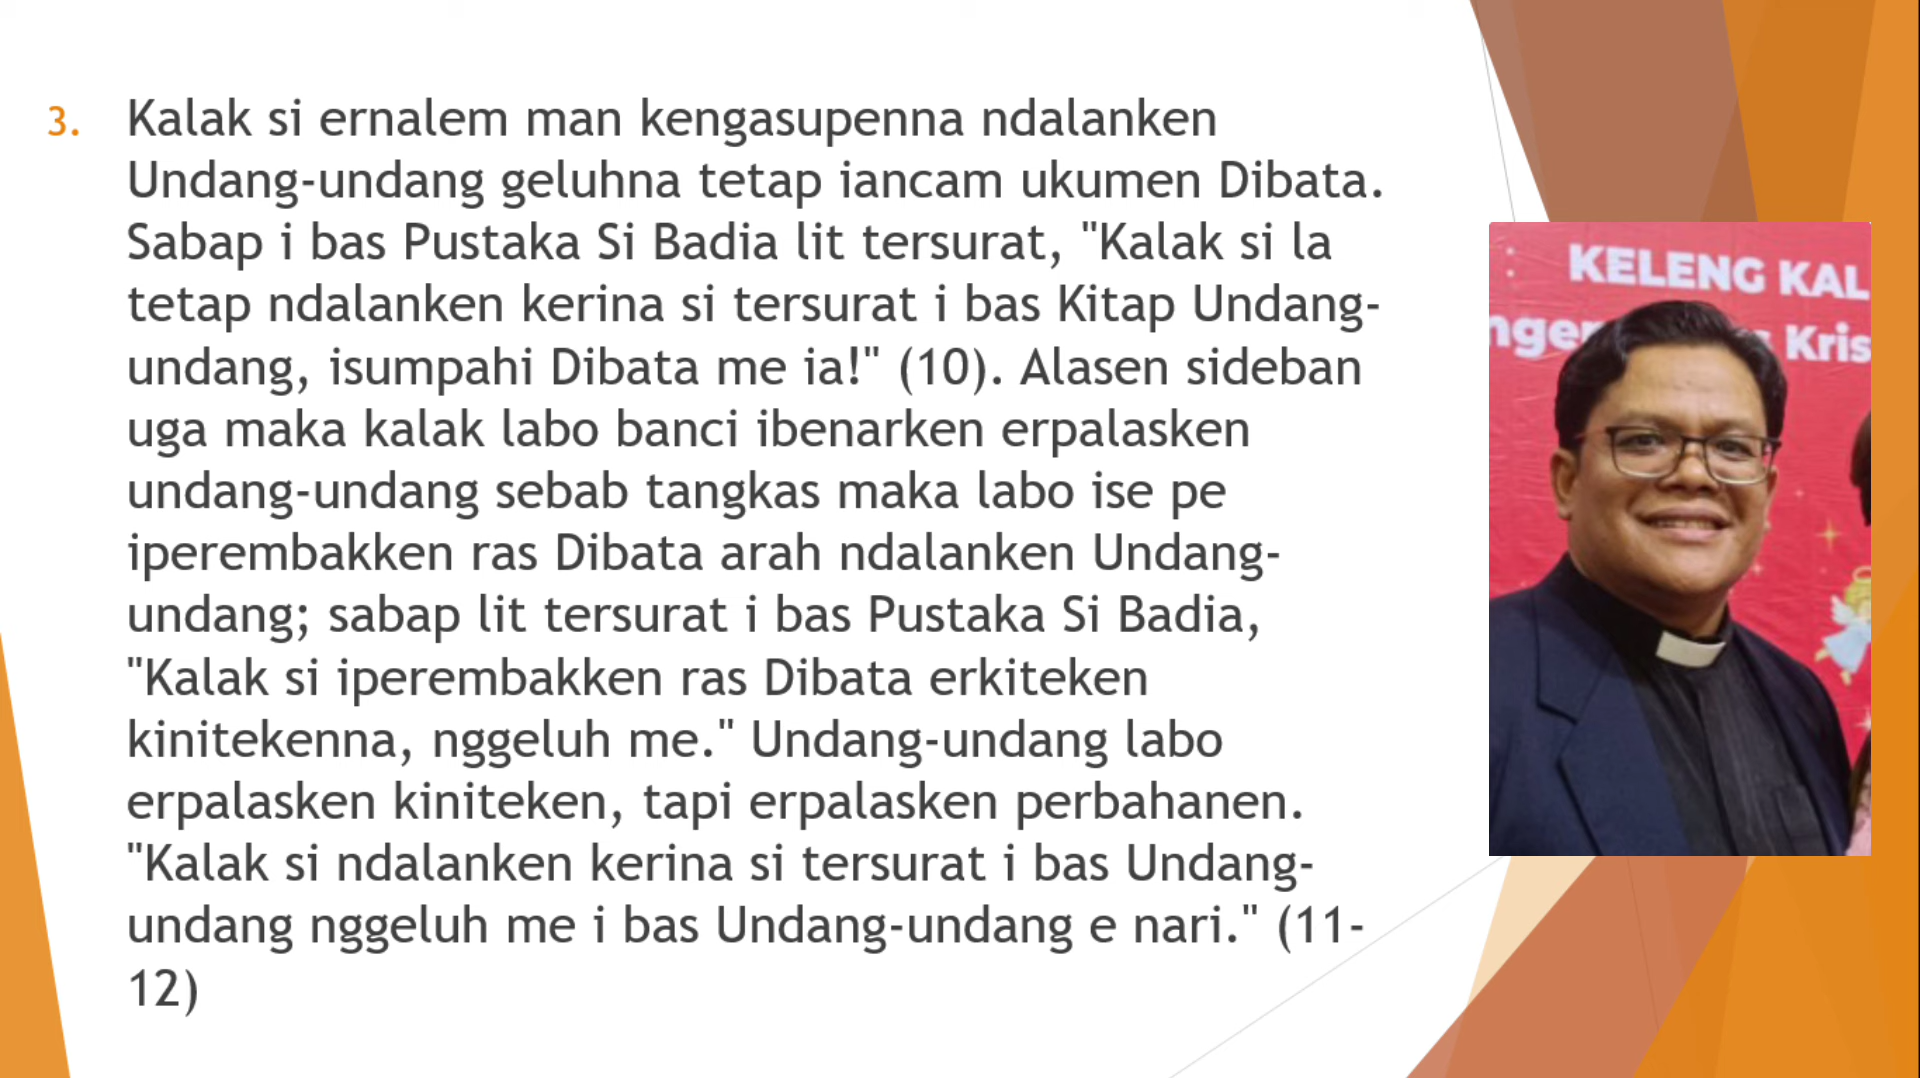 3. Kalak si ernalem man kengasupenna ndalanken
Undang-undang geluhna tetap iancam ukumen Dibata.
Sabap i bas Pustaka Si Badia lit tersurat, "Kalak si la
tetap ndalanken kerina si tersurat i bas Kitap Undang-
undang, isumpahi Dibata me ia!" (10). Alasen sideban
uga maka kalak labo banci ibenarken erpalasken
undang-undang sebab tangkas maka labo ise pe
iperembakken ras Dibata arah ndalanken Undang-
undang; sabap lit tersurat i bas Pustaka Si Badia,
"Kalak si iperembakken ras Dibata erkiteken
kinitekenna, nggeluh me." Undang-undang labo
erpalasken kiniteken, tapi erpalasken perbahanen.
"Kalak si ndalanken kerina si tersurat i bas Undang-
undang nggeluh me i bas Undang-undang e nari." (11-
12)
KELENG KAL
Kris